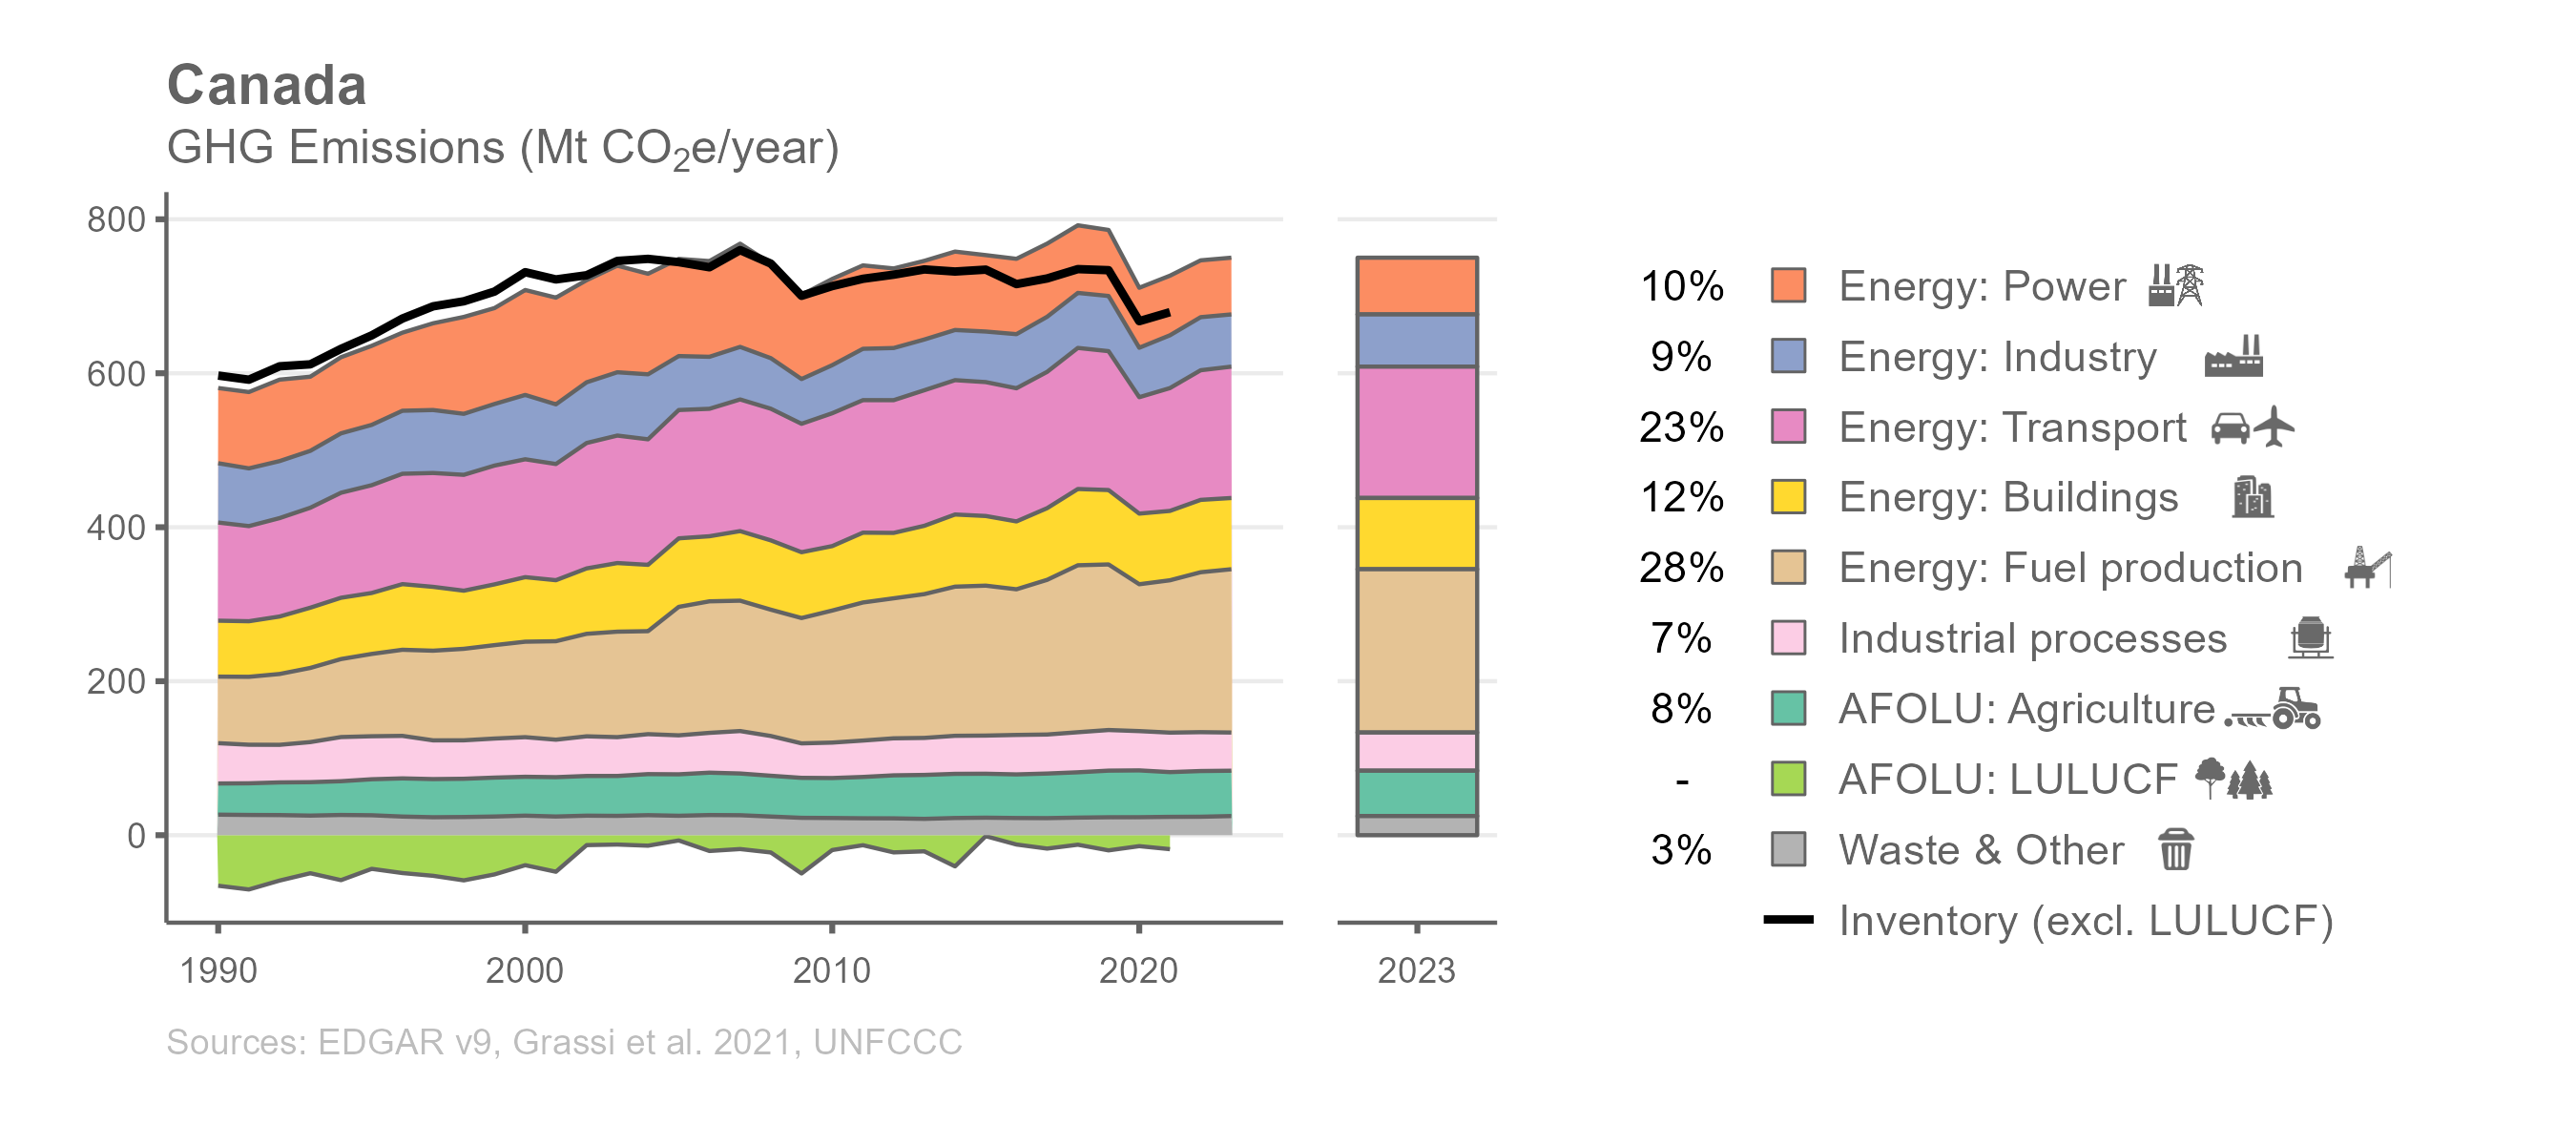 Canada
GHG Emissions (Mt CO₂e/year)
800
600
400
200
0
1990 2000 2010 2020 2023
10% Energy: Power
9% Energy: Industry
23% Energy: Transport
12% Energy: Buildings
28% Energy: Fuel production
7% Industrial processes
8% AFOLU: Agriculture
- AFOLU: LULUCF
3% Waste & Other
Inventory (excl. LULUCF)
Sources: EDGAR v9, Grassi et al. 2021, UNFCCC